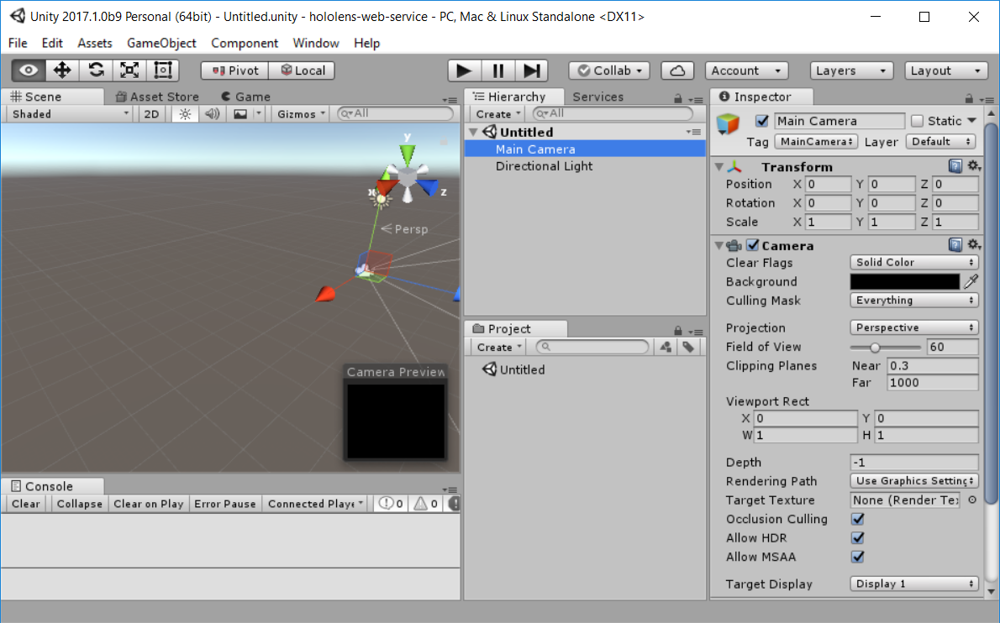 Unity 2017.1.0b9 Personal (64bit) - Untitled.unity - hololens-web-service - PC, Mac & Linux Standalone <DX11>
File Edit Assets GameObject Component Window Help
Pivot Local Collab Account Layers Layout
Scene Asset Store Game
Shaded 2D Gizmos All
y
x
z
Persp
Camera Preview
Console
Clear Collapse Clear on Play Error Pause Connected Playe 0 0
Hierarchy Services
Create All
Untitled
Main Camera
Directional Light
Project
Create
Untitled
Inspector
Main Camera Static
Tag MainCamera Layer Default
Transform
Position X 0 Y 0 Z 0
Rotation X 0 Y 0 Z 0
Scale X 1 Y 1 Z 1
Camera
Clear Flags Solid Color
Background
Culling Mask Everything
Projection Perspective
Field of View 60
Clipping Planes Near 0.3
Far 1000
Viewport Rect
X 0 Y 0
W 1 H 1
Depth -1
Rendering Path Use Graphics Setting
Target Texture None (Render Te
Occlusion Culling
Allow HDR
Allow MSAA
Target Display Display 1